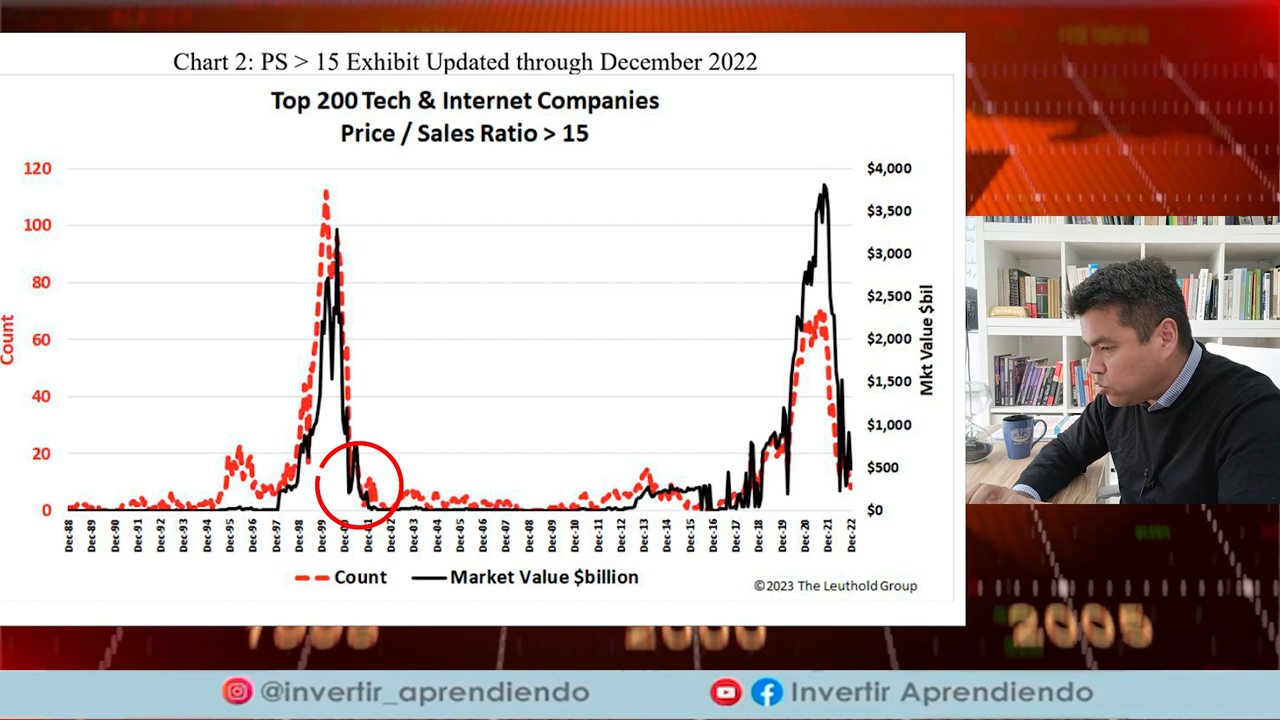 Chart 2: PS > 15 Exhibit Updated through December 2022
Top 200 Tech & Internet Companies
Price / Sales Ratio > 15
120
100
80
60
40
20
0
Count
$4,000
$3,500
$3,000
$2,500
$2,000
$1,500
$1,000
$500
$0
Mkt Value $bil
Dec-88
Dec-89
Dec-90
Dec-91
Dec-92
Dec-93
Dec-94
Dec-95
Dec-96
Dec-97
Dec-98
Dec-99
Dec-00
Dec-01
Dec-02
Dec-03
Dec-04
Dec-05
Dec-06
Dec-07
Dec-08
Dec-09
Dec-10
Dec-11
Dec-12
Dec-13
Dec-14
Dec-15
Dec-16
Dec-17
Dec-18
Dec-19
Dec-20
Dec-21
Dec-22
Count
Market Value $billion
©2023 The Leuthold Group
2000
2005
@invertir_aprendiendo
Invertir Aprendiendo